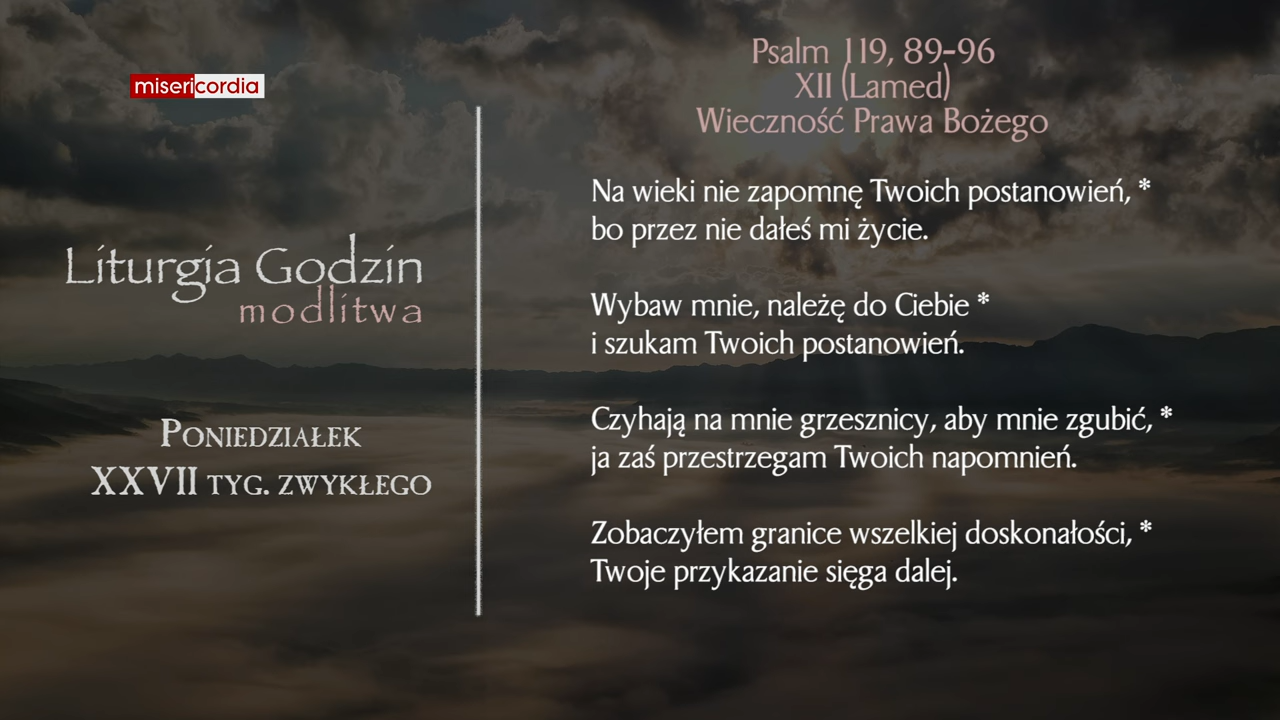 misericordia
Liturgia Godzin
modlitwa
Poniedziałek
XXVII tyg. zwykłego
Psalm 119, 89-96
XII (Lamed)
Wieczność Prawa Bożego
Na wieki nie zapomnę Twoich postanowień, *
bo przez nie dałeś mi życie.
Wybaw mnie, należę do Ciebie *
i szukam Twoich postanowień.
Czyhają na mnie grzesznicy, aby mnie zgubić, *
ja zaś przestrzegam Twoich napomnień.
Zobaczyłem granice wszelkiej doskonałości, *
Twoje przykazanie sięga dalej.